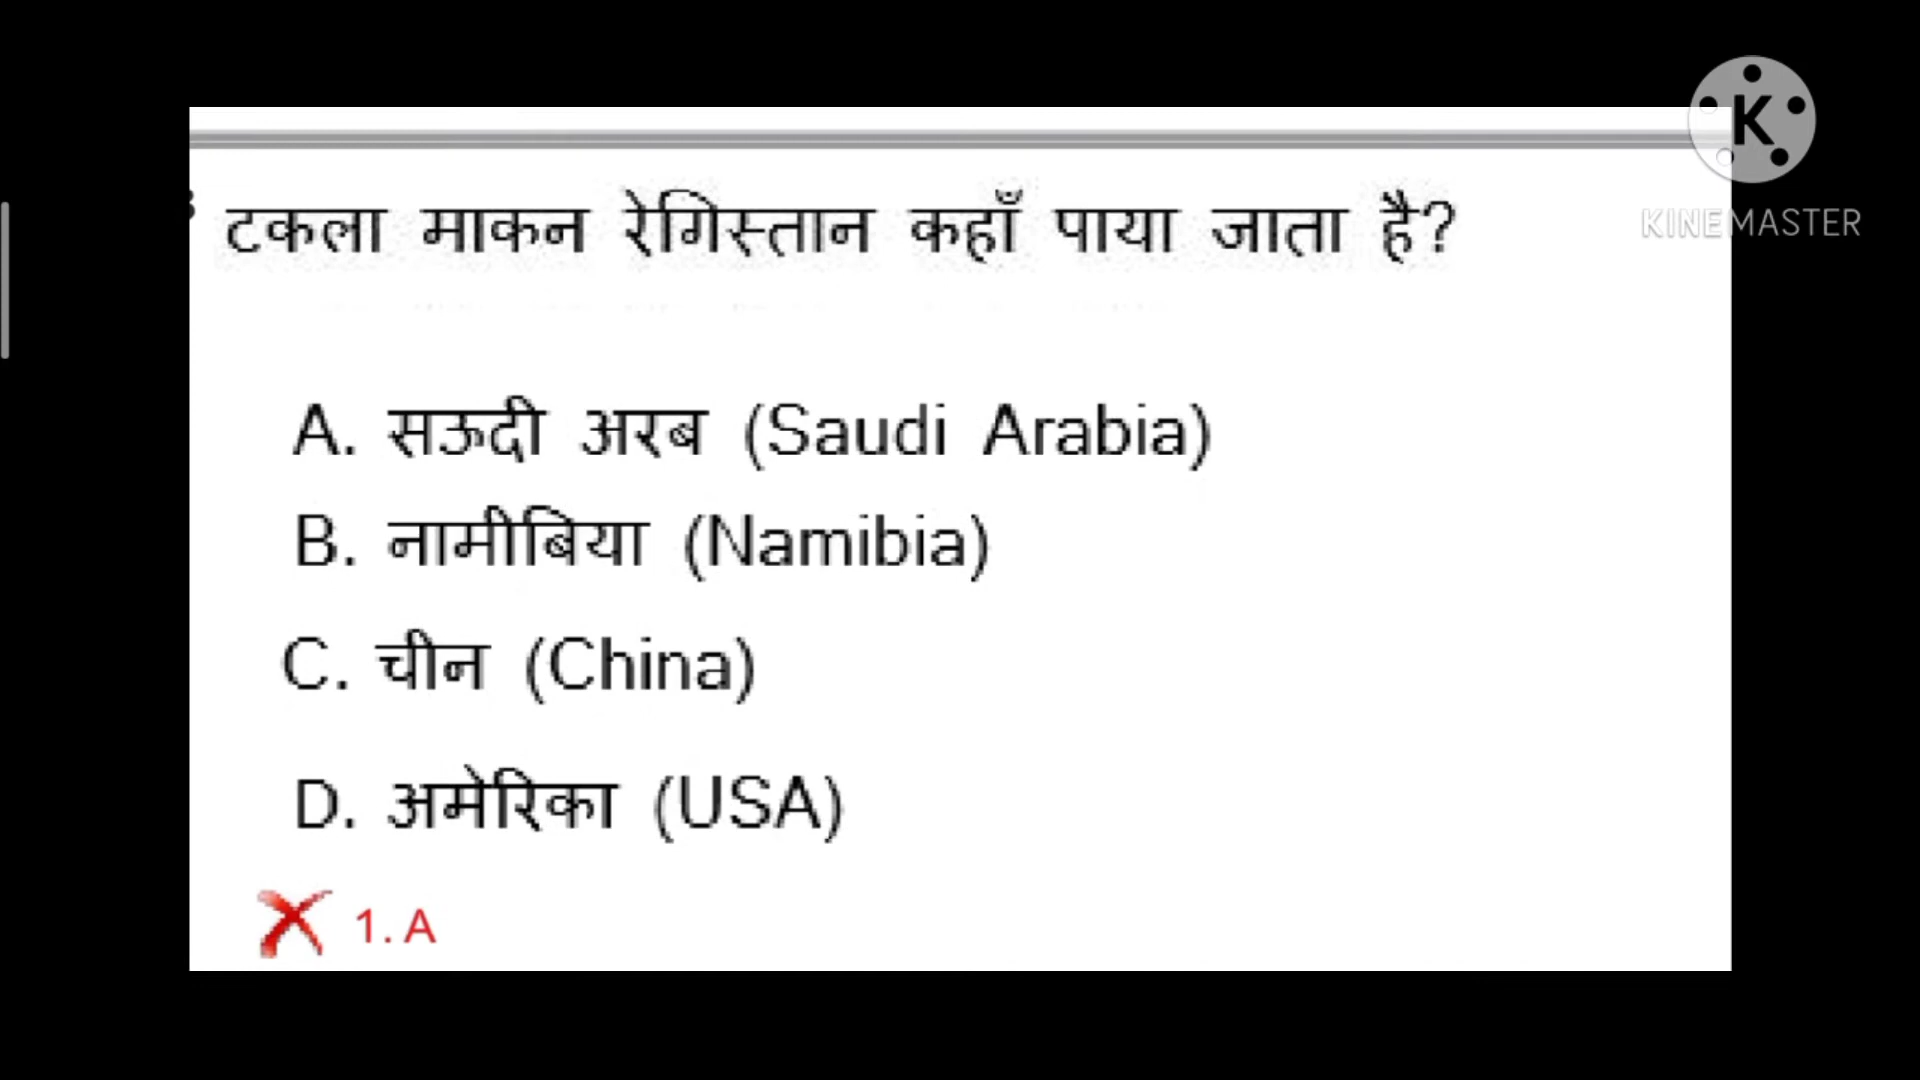 टकला माकन रेगिस्तान कहाँ पाया जाता है?
A. सऊदी अरब (Saudi Arabia)
B. नामीबिया (Namibia)
C. चीन (China)
D. अमेरिका (USA)
1. A
K
KINEMASTER